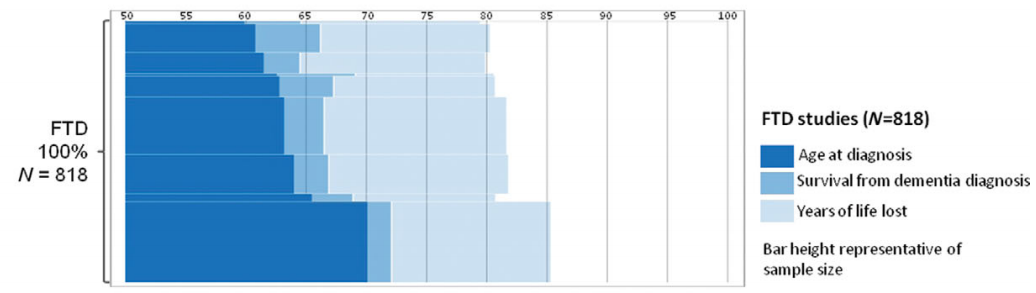 50 55 60 65 70 75 80 85 90 95 100
FTD
100%
N = 818
FTD studies (N=818)
Age at diagnosis
Survival from dementia diagnosis
Years of life lost
Bar height representative of
sample size